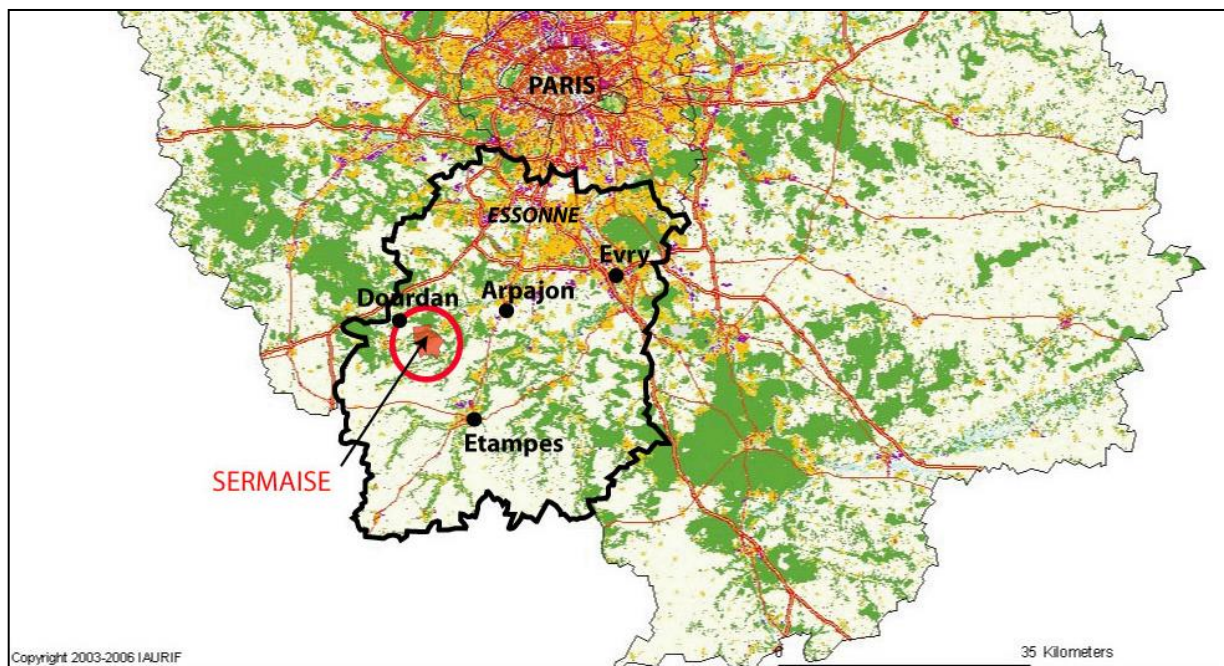 PARIS
ESSONNE
Evry
Dourdan
Arpajon
Etampes
SERMAISE
Copyright 2003-2006 IAURIF
0 35 Kilometers